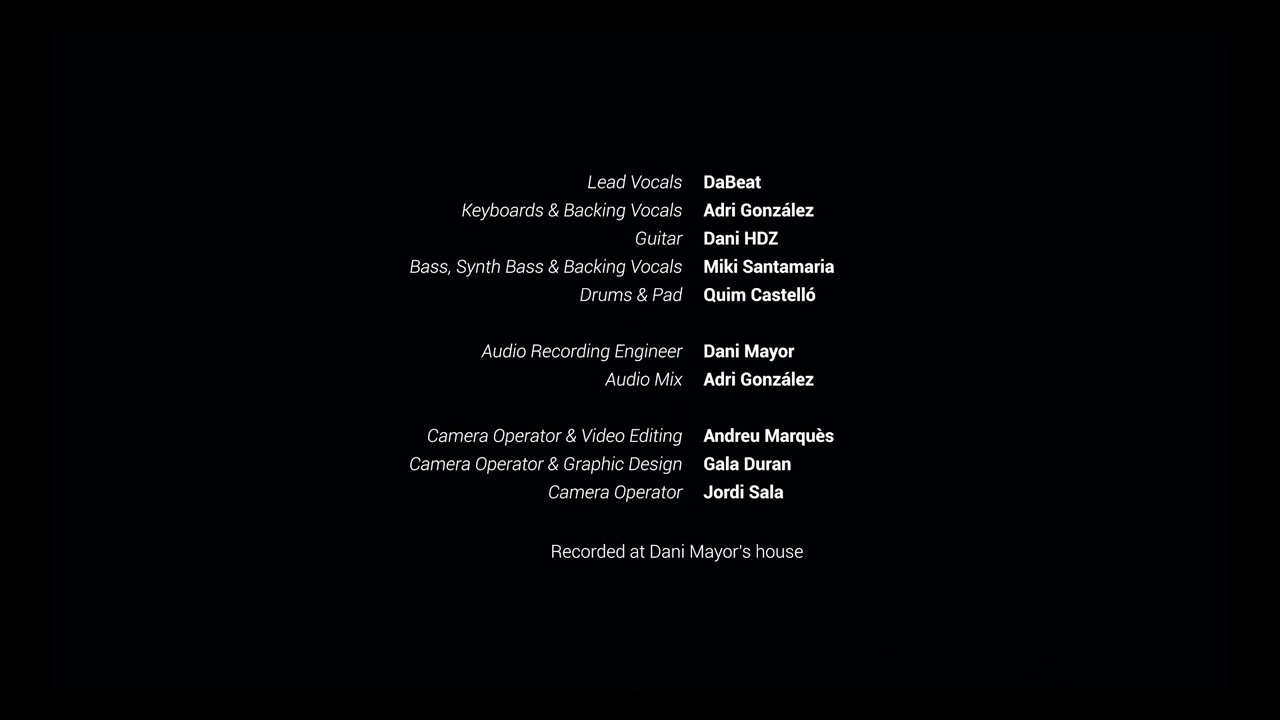 Lead Vocals DaBeat
Keyboards & Backing Vocals Adri González
Guitar Dani HDZ
Bass, Synth Bass & Backing Vocals Miki Santamaria
Drums & Pad Quim Castelló
Audio Recording Engineer Dani Mayor
Audio Mix Adri González
Camera Operator & Video Editing Andreu Marquès
Camera Operator & Graphic Design Gala Duran
Camera Operator Jordi Sala
Recorded at Dani Mayor's house